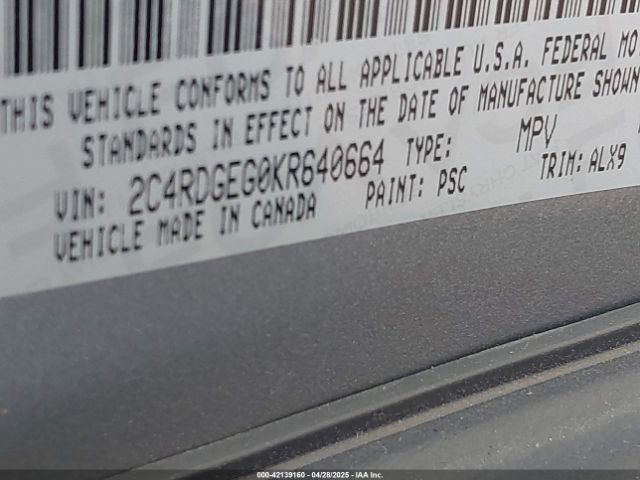 THIS VEHICLE CONFORMS TO ALL APPLICABLE U.S.A. FEDERAL MO
STANDARDS IN EFFECT ON THE DATE OF MANUFACTURE SHOWN
VIN: 2C4RDGEG0KR640664 TYPE: MPV
VEHICLE MADE IN CANADA PAINT: PSC TRIM: ALX9
000-42139160 - 04/28/2025 - IAA Inc.